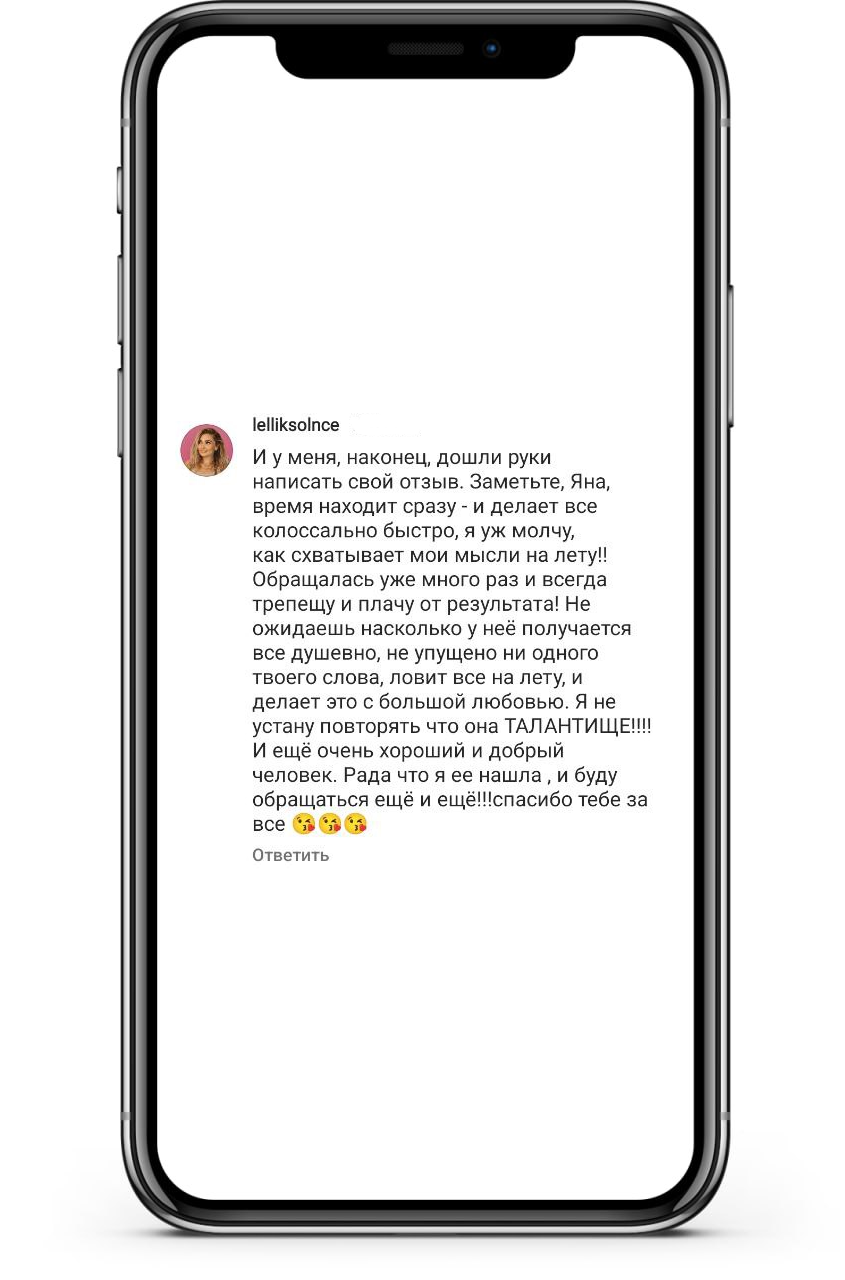 lelliksolnce
И у меня, наконец, дошли руки
написать свой отзыв. Заметьте, Яна,
время находит сразу - и делает все
колоссально быстро, я уж молчу,
как схватывает мои мысли на лету!!
Обращалась уже много раз и всегда
трепещу и плачу от результата! Не
ожидаешь насколько у неё получается
все душевно, не упущено ни одного
твоего слова, ловит все на лету, и
делает это с большой любовью. Я не
устану повторять что она ТАЛАНТИЩЕ!!!!
И ещё очень хороший и добрый
человек. Рада что я ее нашла , и буду
обращаться ещё и ещё!!!спасибо тебе за
все 😘😘😘
Ответить